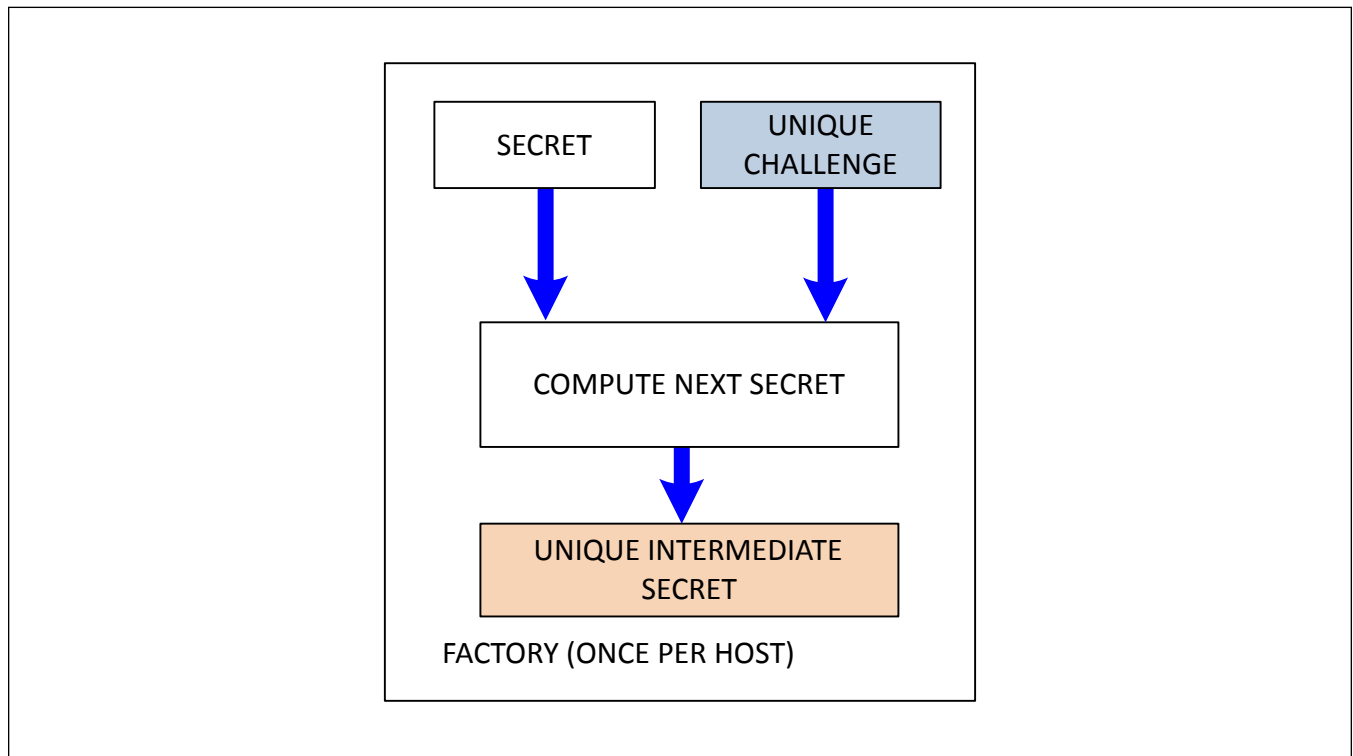 SECRET
UNIQUE
CHALLENGE
COMPUTE NEXT SECRET
UNIQUE INTERMEDIATE
SECRET
FACTORY (ONCE PER HOST)